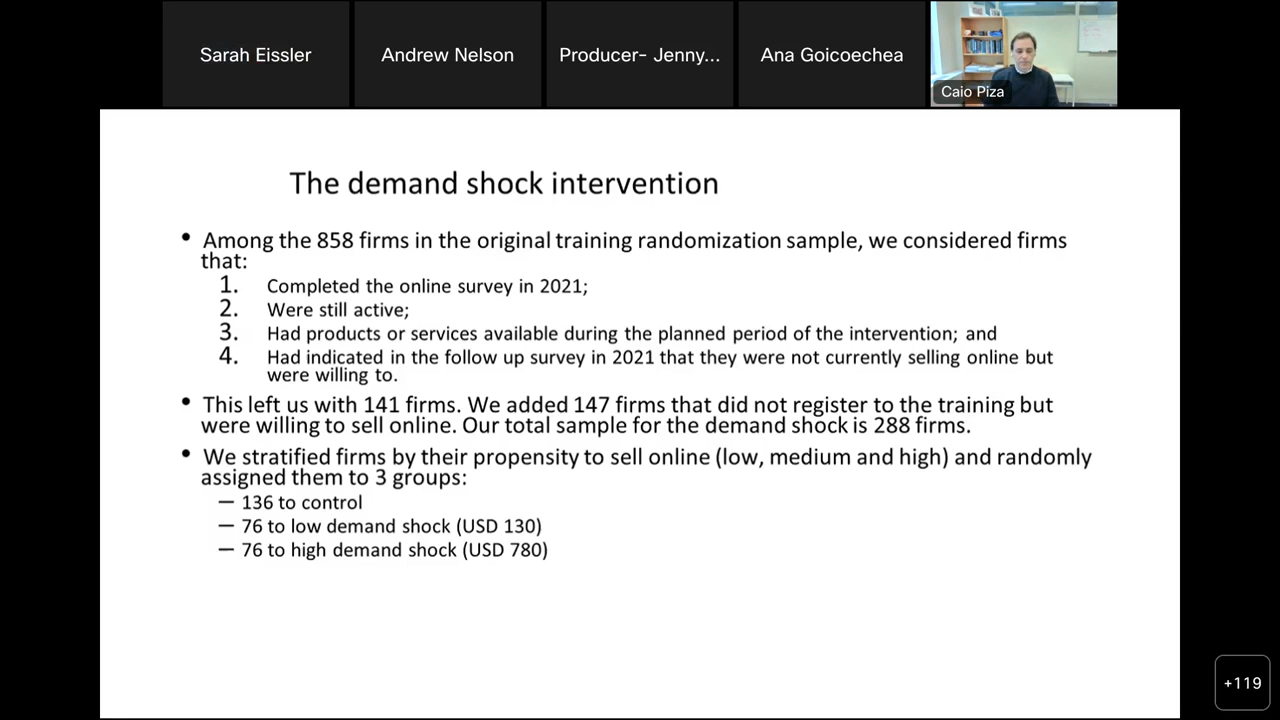 Sarah Eissler
Andrew Nelson
Producer- Jenny...
Ana Goicoechea
Caio Piza
The demand shock intervention
• Among the 858 firms in the original training randomization sample, we considered firms
that:
1. Completed the online survey in 2021;
2. Were still active;
3. Had products or services available during the planned period of the intervention; and
4. Had indicated in the follow up survey in 2021 that they were not currently selling online but
were willing to.
• This left us with 141 firms. We added 147 firms that did not register to the training but
were willing to sell online. Our total sample for the demand shock is 288 firms.
• We stratified firms by their propensity to sell online (low, medium and high) and randomly
assigned them to 3 groups:
– 136 to control
– 76 to low demand shock (USD 130)
– 76 to high demand shock (USD 780)
+119